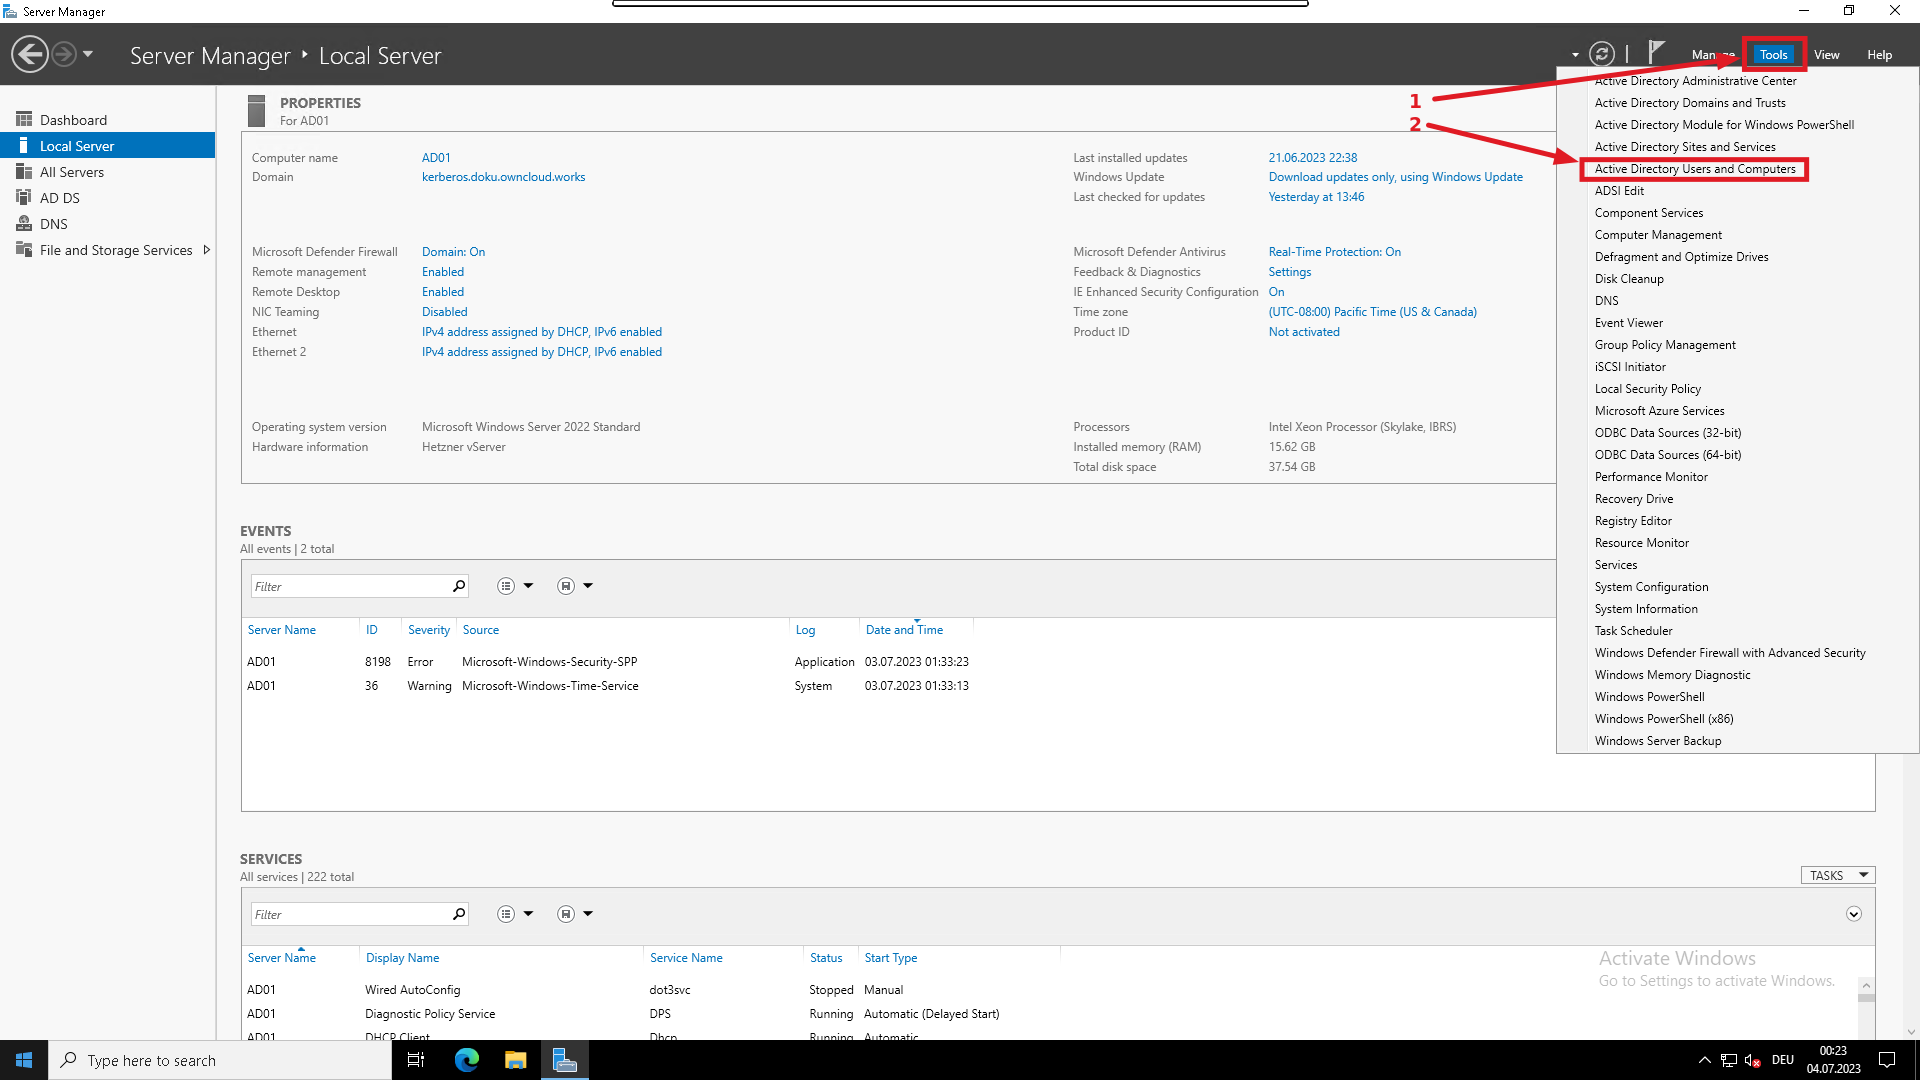 Server Manager
Server Manager ‣ Local Server
Manage Tools View Help
Dashboard
Local Server
All Servers
AD DS
DNS
File and Storage Services
PROPERTIES
For AD01
Computer name AD01
Domain kerberos.doku.owncloud.works
Last installed updates 21.06.2023 22:38
Windows Update Download updates only, using Windows Update
Last checked for updates Yesterday at 13:46
Microsoft Defender Firewall Domain: On
Remote management Enabled
Remote Desktop Enabled
NIC Teaming Disabled
Ethernet IPv4 address assigned by DHCP, IPv6 enabled
Ethernet 2 IPv4 address assigned by DHCP, IPv6 enabled
Microsoft Defender Antivirus Real-Time Protection: On
Feedback & Diagnostics Settings
IE Enhanced Security Configuration On
Time zone (UTC-08:00) Pacific Time (US & Canada)
Product ID Not activated
Operating system version Microsoft Windows Server 2022 Standard
Hardware information Hetzner vServer
Processors Intel Xeon Processor (Skylake, IBRS)
Installed memory (RAM) 15.62 GB
Total disk space 37.54 GB
1
2
Active Directory Administrative Center
Active Directory Domains and Trusts
Active Directory Module for Windows PowerShell
Active Directory Sites and Services
Active Directory Users and Computers
ADSI Edit
Component Services
Computer Management
Defragment and Optimize Drives
Disk Cleanup
DNS
Event Viewer
Group Policy Management
iSCSI Initiator
Local Security Policy
Microsoft Azure Services
ODBC Data Sources (32-bit)
ODBC Data Sources (64-bit)
Performance Monitor
Recovery Drive
Registry Editor
Resource Monitor
Services
System Configuration
System Information
Task Scheduler
Windows Defender Firewall with Advanced Security
Windows Memory Diagnostic
Windows PowerShell
Windows PowerShell (x86)
Windows Server Backup
EVENTS
All events | 2 total
Filter
Server Name ID Severity Source Log Date and Time
AD01 8198 Error Microsoft-Windows-Security-SPP Application 03.07.2023 01:33:23
AD01 36 Warning Microsoft-Windows-Time-Service System 03.07.2023 01:33:13
SERVICES
All services | 222 total
TASKS
Filter
Server Name Display Name Service Name Status Start Type
AD01 Wired AutoConfig dot3svc Stopped Manual
AD01 Diagnostic Policy Service DPS Running Automatic (Delayed Start)
AD01 DHCP Client Dhcp Running Automatic
Activate Windows
Go to Settings to activate Windows.
Type here to search
DEU
00:23
04.07.2023